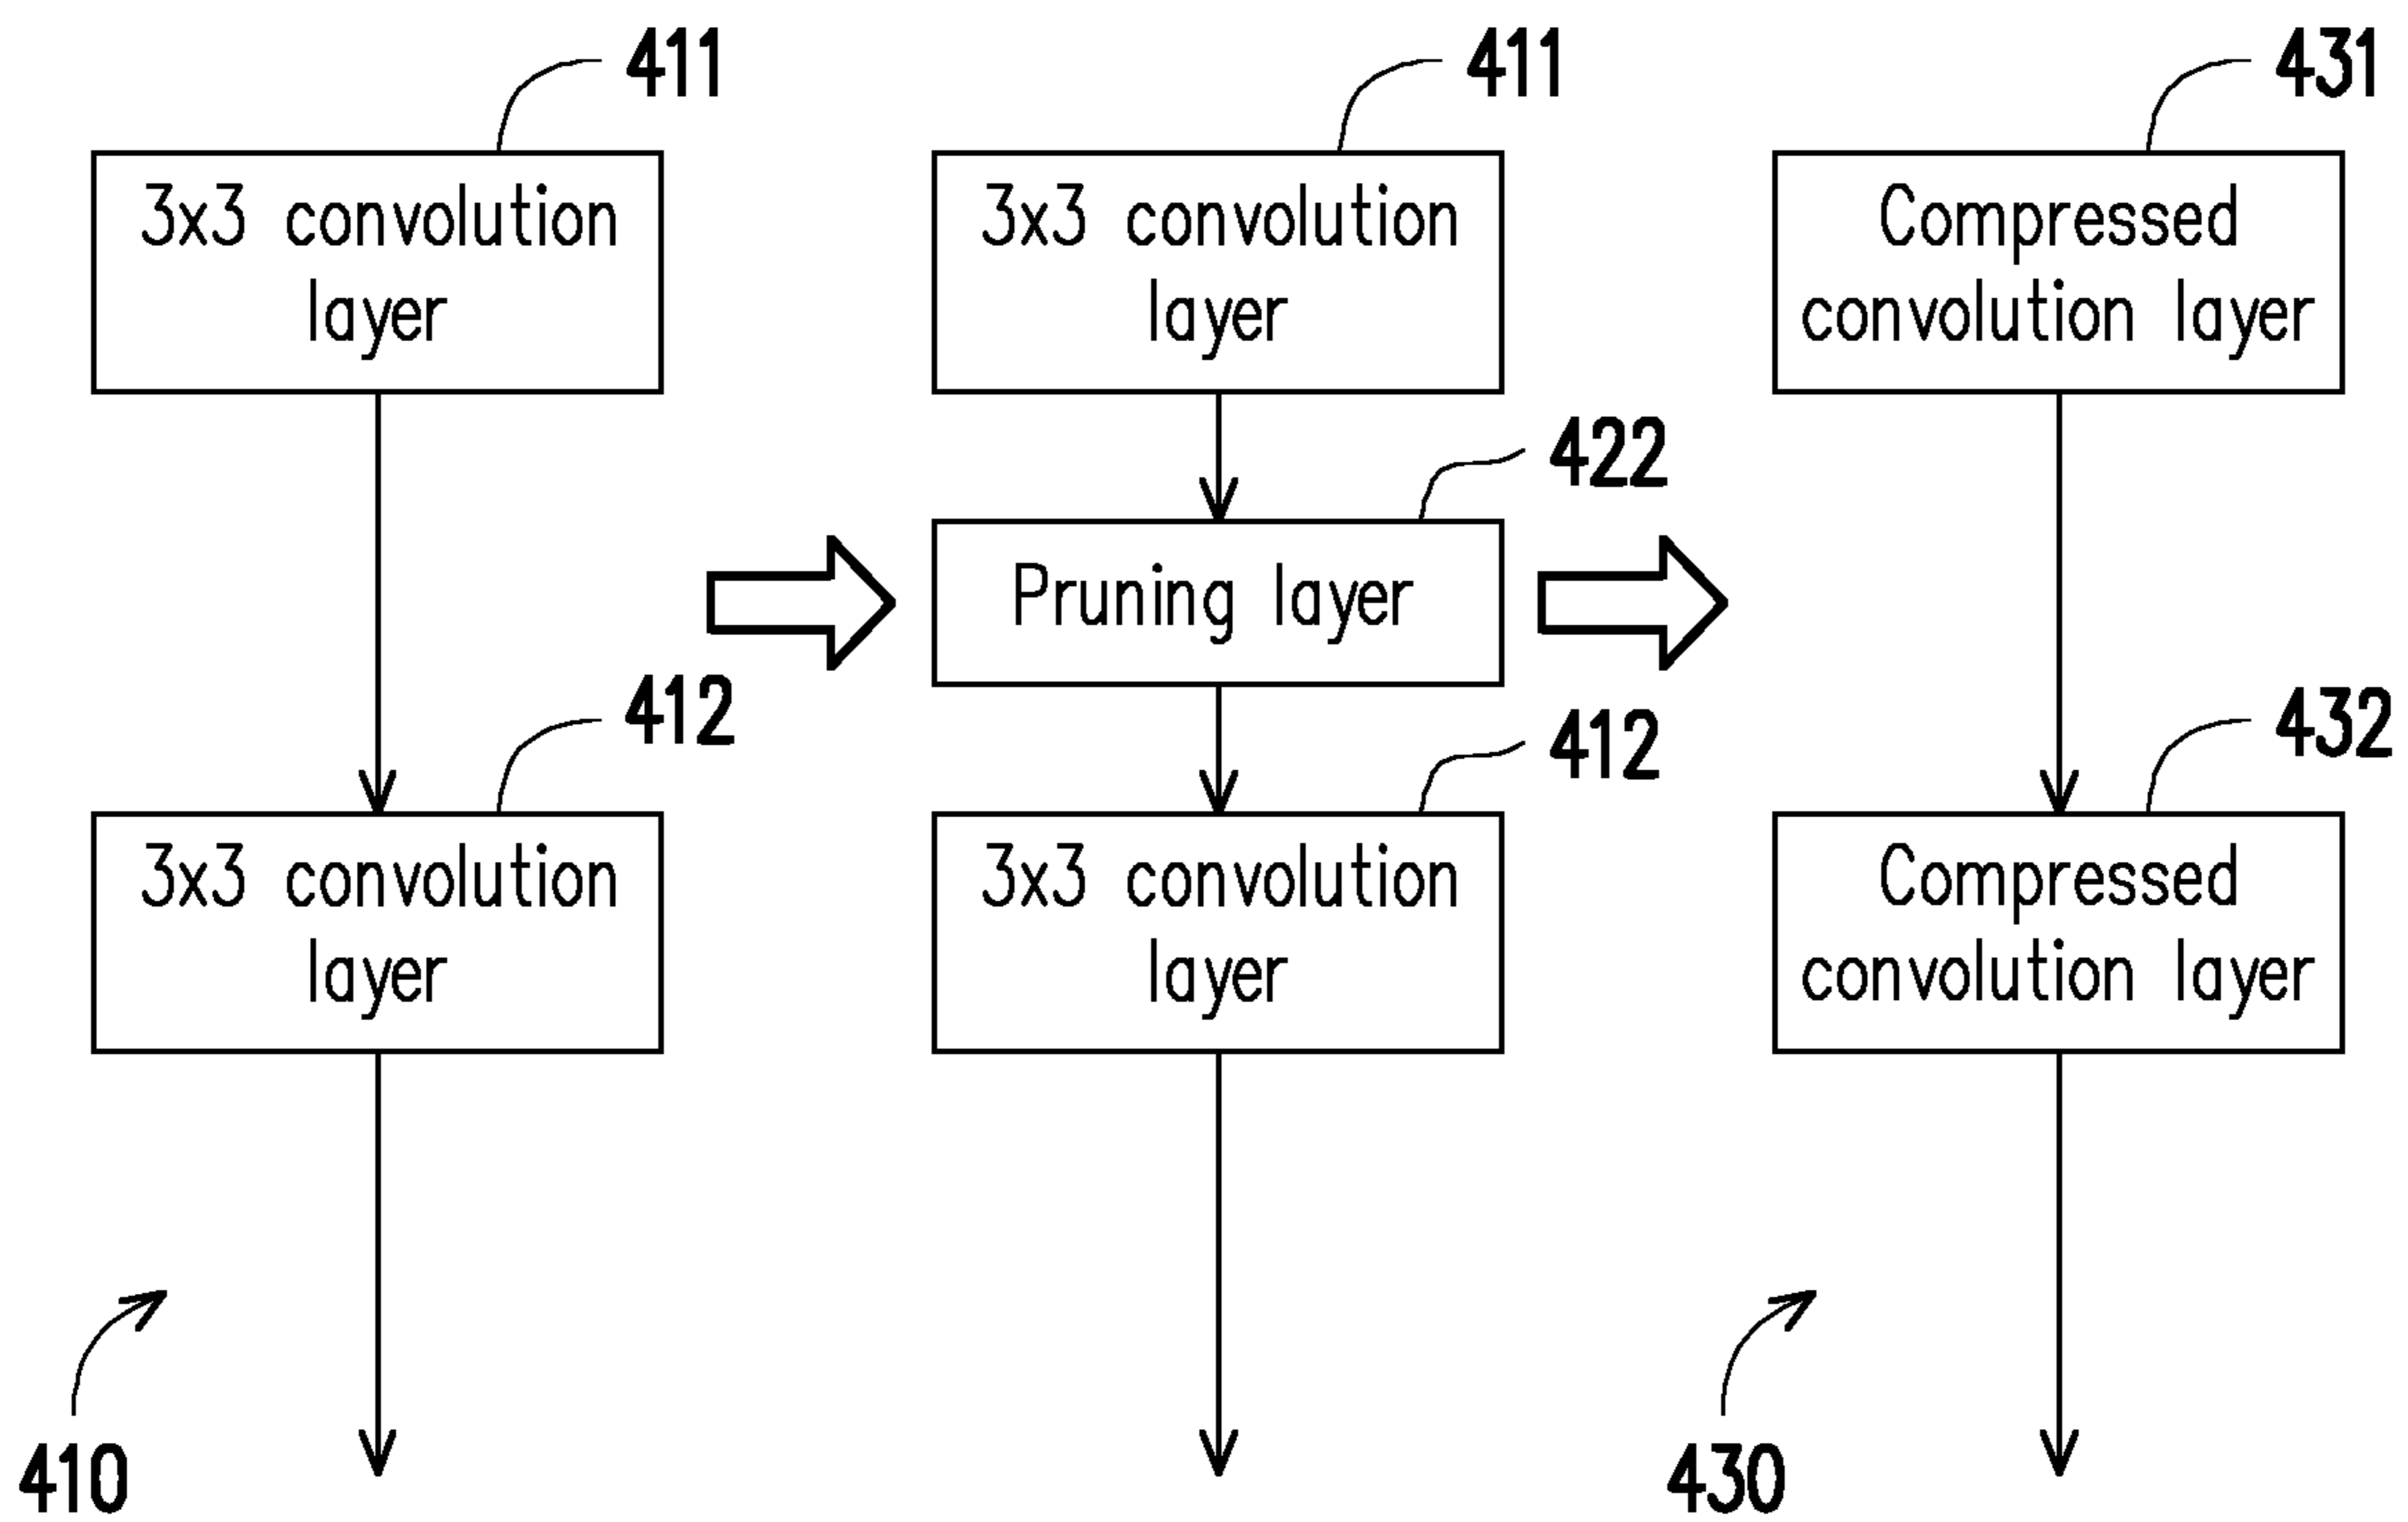 411
3x3 convolution
layer
412
3x3 convolution
layer
410
411
3x3 convolution
layer
422
Pruning layer
412
3x3 convolution
layer
431
Compressed
convolution layer
432
Compressed
convolution layer
430